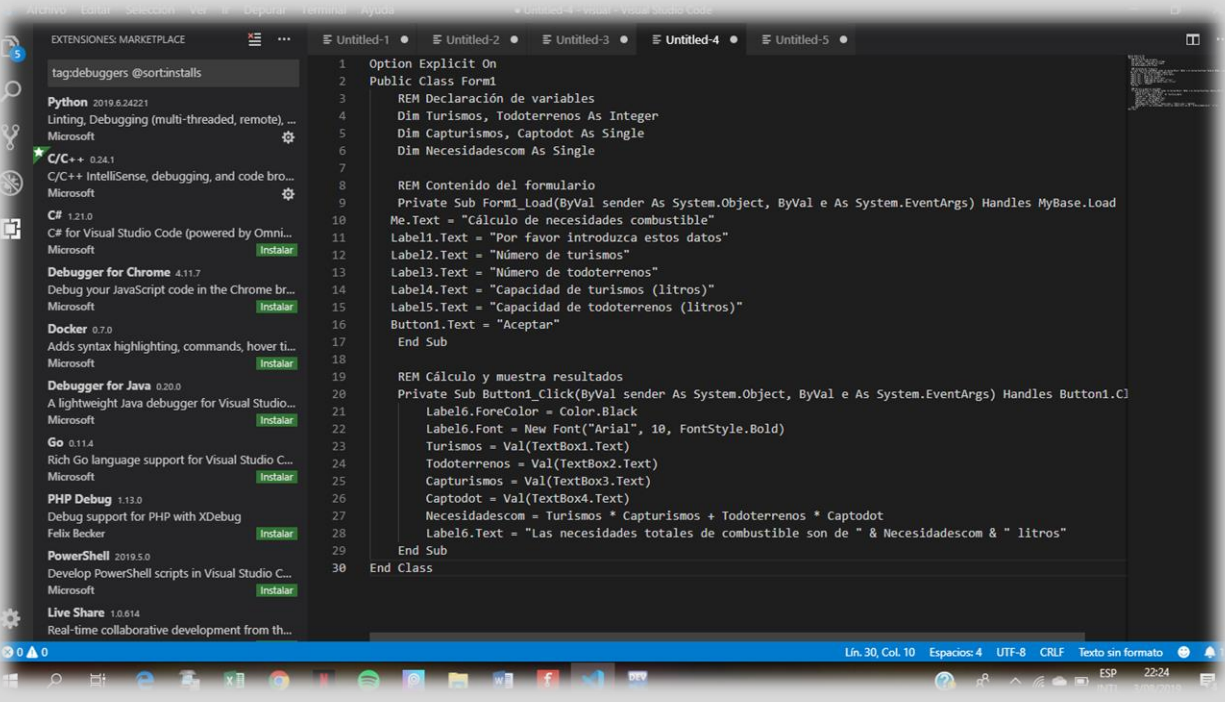 Archivo Editar Selección Ver Ir Depurar Terminal Ayuda
● Untitled-4 - visual - Visual Studio Code
EXTENSIONES: MARKETPLACE
tag:debuggers @sort:installs
Python 2019.6.24221
Linting, Debugging (multi-threaded, remote), ...
Microsoft
C/C++ 0.24.1
C/C++ IntelliSense, debugging, and code bro...
Microsoft
C# 1.21.0
C# for Visual Studio Code (powered by Omni...
Microsoft Instalar
Debugger for Chrome 4.11.7
Debug your JavaScript code in the Chrome br...
Microsoft Instalar
Docker 0.7.0
Adds syntax highlighting, commands, hover ti...
Microsoft Instalar
Debugger for Java 0.20.0
A lightweight Java debugger for Visual Studio...
Microsoft Instalar
Go 0.11.4
Rich Go language support for Visual Studio C...
Microsoft Instalar
PHP Debug 1.13.0
Debug support for PHP with XDebug
Felix Becker Instalar
PowerShell 2019.5.0
Develop PowerShell scripts in Visual Studio C...
Microsoft Instalar
Live Share 1.0.614
Real-time collaborative development from th...
5
Untitled-1 ● Untitled-2 ● Untitled-3 ● Untitled-4 ● Untitled-5 ●
1 Option Explicit On
2 Public Class Form1
3 REM Declaración de variables
4 Dim Turismos, Todoterrenos As Integer
5 Dim Capturismos, Captodot As Single
6 Dim Necesidadescom As Single
7
8 REM Contenido del formulario
9 Private Sub Form1_Load(ByVal sender As System.Object, ByVal e As System.EventArgs) Handles MyBase.Load
10 Me.Text = "Cálculo de necesidades combustible"
11 Label1.Text = "Por favor introduzca estos datos"
12 Label2.Text = "Número de turismos"
13 Label3.Text = "Número de todoterrenos"
14 Label4.Text = "Capacidad de turismos (litros)"
15 Label5.Text = "Capacidad de todoterrenos (litros)"
16 Button1.Text = "Aceptar"
17 End Sub
18
19 REM Cálculo y muestra resultados
20 Private Sub Button1_Click(ByVal sender As System.Object, ByVal e As System.EventArgs) Handles Button1.Cl
21 Label6.ForeColor = Color.Black
22 Label6.Font = New Font("Arial", 10, FontStyle.Bold)
23 Turismos = Val(TextBox1.Text)
24 Todoterrenos = Val(TextBox2.Text)
25 Capturismos = Val(TextBox3.Text)
26 Captodot = Val(TextBox4.Text)
27 Necesidadescom = Turismos * Capturismos + Todoterrenos * Captodot
28 Label6.Text = "Las necesidades totales de combustible son de " & Necesidadescom & " litros"
29 End Sub
30 End Class
0 0 Lín. 30, Col. 10 Espacios: 4 UTF-8 CRLF Texto sin formato
DEV ESP 22:24